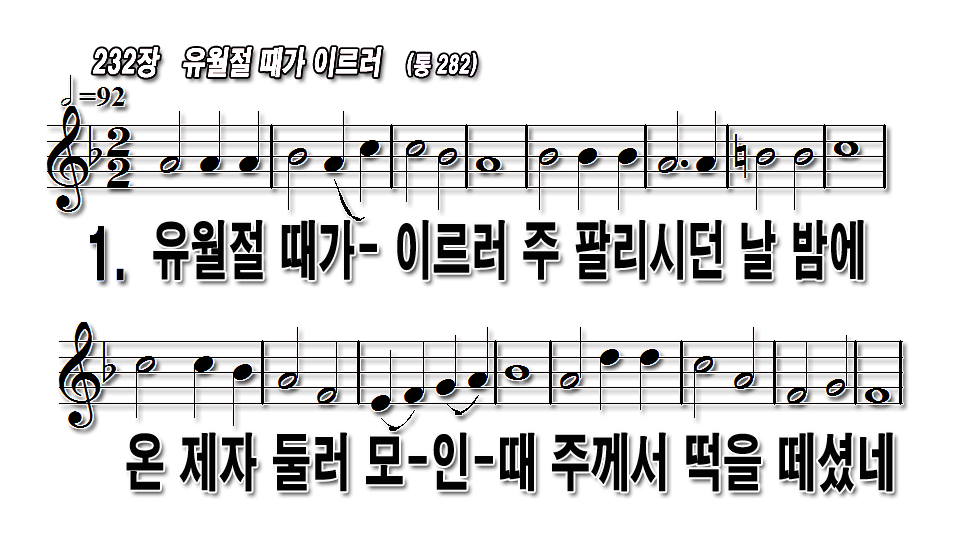 232장 유월절 때가 이르러 (통 282)
=92
2
2
1. 유월절 때가- 이르러 주 팔리시던 날 밤에
온 제자 둘러 모-인-때 주께서 떡을 떼셨네